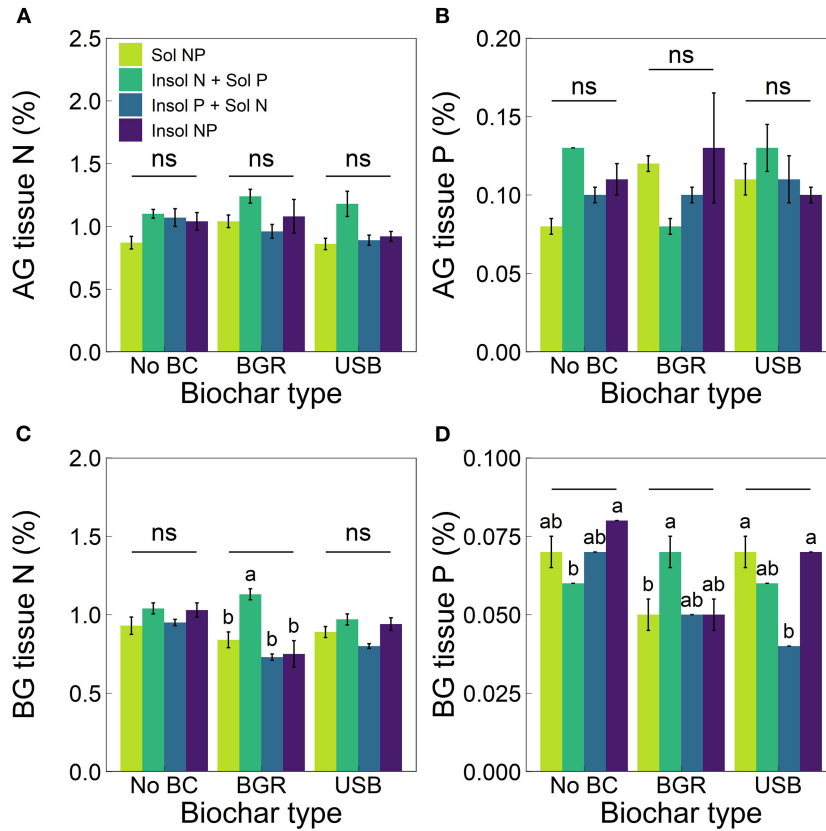 A
AG tissue N (%)
2.5
2.0
1.5
1.0
0.5
0.0
Sol NP
Insol N + Sol P
Insol P + Sol N
Insol NP
ns
ns
ns
No BC
BGR
USB
Biochar type
B
AG tissue P (%)
0.20
0.15
0.10
0.05
0.00
ns
ns
ns
No BC
BGR
USB
Biochar type
C
BG tissue N (%)
2.0
1.5
1.0
0.5
0.0
ns
b
a
b
b
ns
No BC
BGR
USB
Biochar type
D
BG tissue P (%)
0.100
0.075
0.050
0.025
0.000
ab
b
ab
a
b
a
ab
ab
a
ab
b
a
No BC
BGR
USB
Biochar type